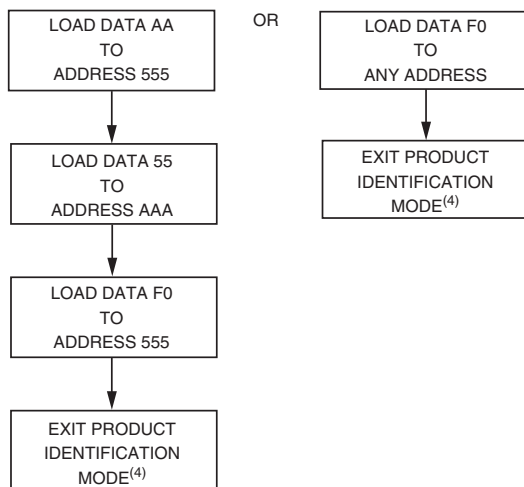 LOAD DATA AA
TO
ADDRESS 555
LOAD DATA 55
TO
ADDRESS AAA
LOAD DATA F0
TO
ADDRESS 555
EXIT PRODUCT
IDENTIFICATION
MODE(4)
OR
LOAD DATA F0
TO
ANY ADDRESS
EXIT PRODUCT
IDENTIFICATION
MODE(4)